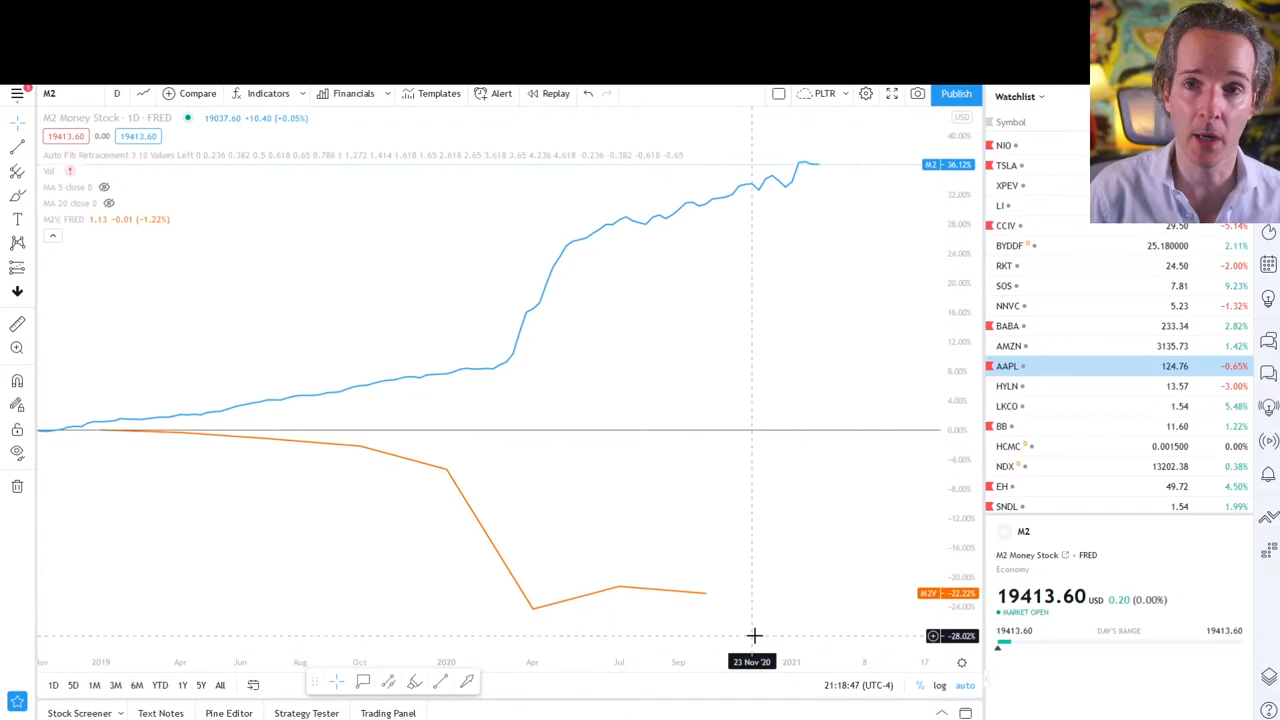 M2 D Compare Indicators Financials Templates Alert Replay PLTR Publish
1
M2 Money Stock · 1D · FRED 19037.60 +10.40 (+0.05%)
19413.60 0.00 19413.60
Auto Fib Retracement 3 10 Values Left 0 0.236 0.382 0.5 0.618 0.65 0.786 1 1.272 1.414 1.618 1.65 2.618 2.65 3.618 3.65 4.236 4.618 -0.236 -0.382 -0.618 -0.65
Vol !
MA 5 close 0
MA 20 close 0
M2V, FRED 1.13 -0.01 (-1.22%)
USD
40.00%
M2 36.12%
32.00%
28.00%
24.00%
20.00%
16.00%
12.00%
8.00%
4.00%
0.00%
-4.00%
-8.00%
-12.00%
-16.00%
-20.00%
M2V -22.22%
-24.00%
-28.02%
Nov 2019 Apr Jun Aug Oct 2020 Apr Jul Sep 23 Nov '20 2021 8 17
1D 5D 1M 3M 6M YTD 1Y 5Y All
21:18:47 (UTC-4) % log auto
Stock Screener Text Notes Pine Editor Strategy Tester Trading Panel
Watchlist
Symbol
NIO
TSLA
XPEV
LI
CCIV 29.50 -5.14%
BYDDF D 25.180000 2.11%
RKT 24.50 -2.00%
SOS 7.81 9.23%
NNVC 5.23 -1.32%
BABA 233.34 2.82%
AMZN 3135.73 1.42%
AAPL 124.76 -0.65%
HYLN 13.57 -3.00%
LKCO 1.54 5.48%
BB 11.60 1.22%
HCMC D 0.001500 0.00%
NDX D 13202.38 0.38%
EH 49.72 4.50%
SNDL 1.54 1.99%
M2
M2 Money Stock · FRED
Economy
19413.60 USD 0.20 (0.00%)
MARKET OPEN
19413.60 DAY'S RANGE 19413.60